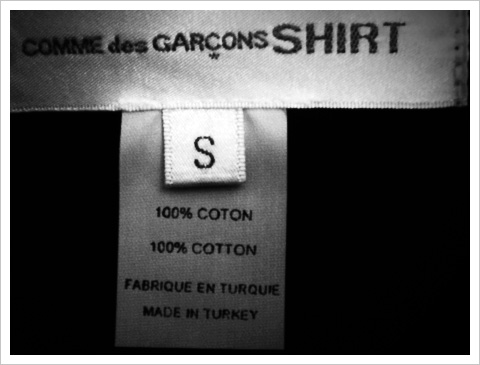 COMME des GARÇONS SHIRT
S
100% COTON
100% COTTON
FABRIQUE EN TURQUIE
MADE IN TURKEY